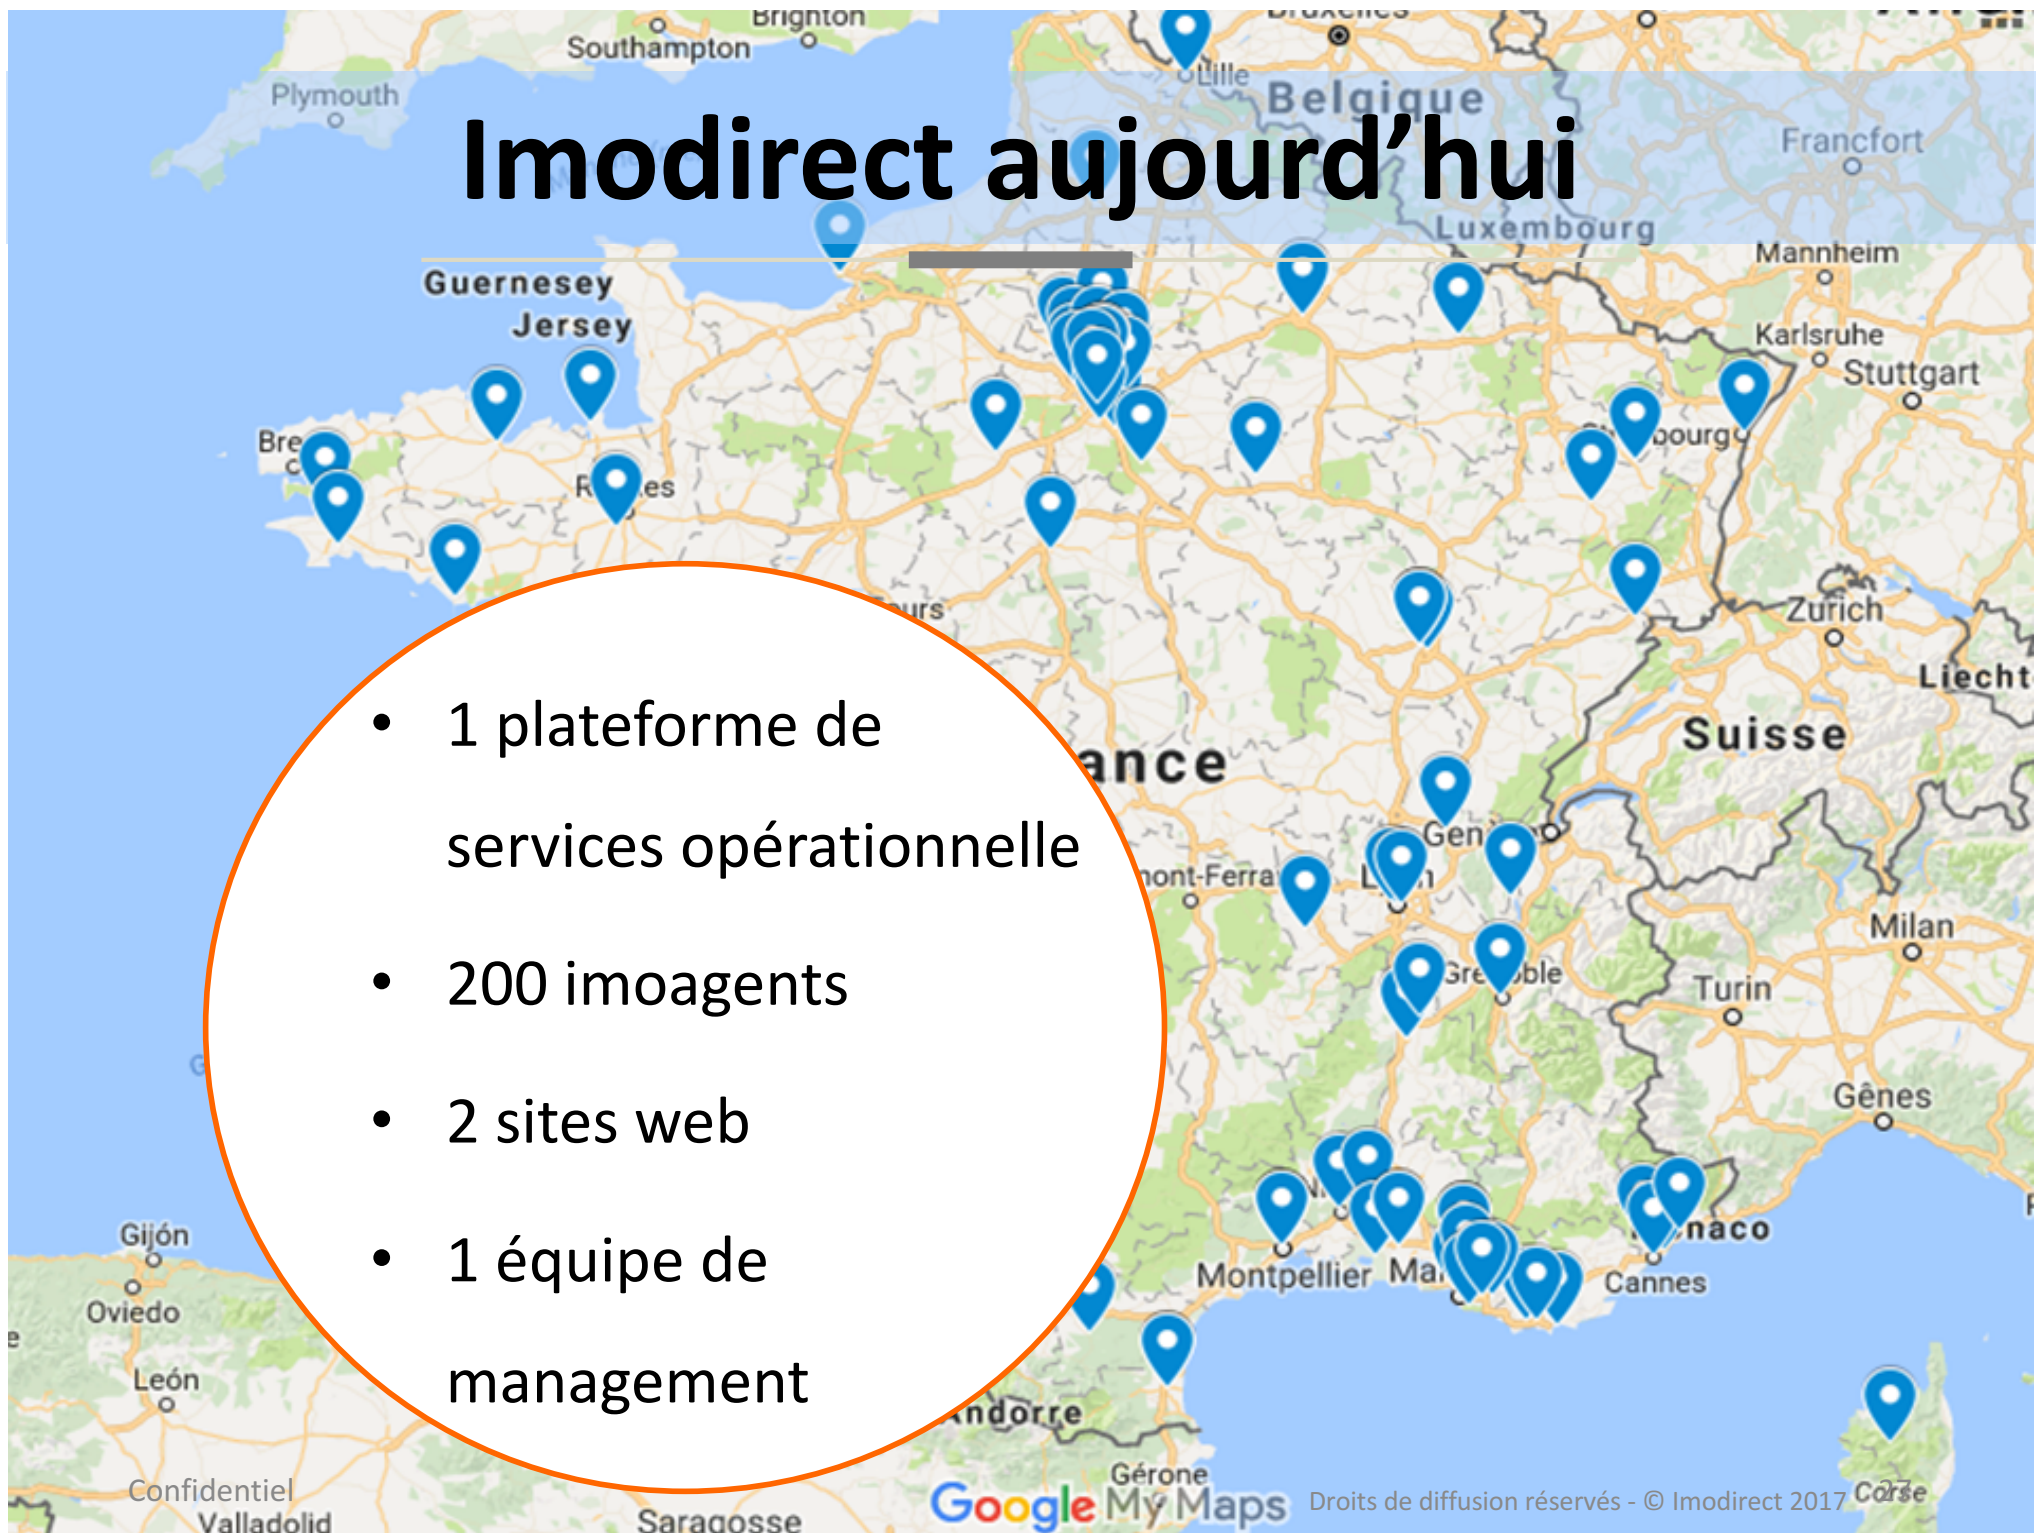 Brighton
Southampton
Plymouth
Lille
Belgique
Imodirect aujourd'hui
Francfort
Luxembourg
Mannheim
Guernesey
Jersey
Karlsruhe
Stuttgart
Zurich
Liecht
Suisse
• 1 plateforme de
services opérationnelle
Milan
• 200 imoagents
Turin
• 2 sites web
Gênes
Gijón
• 1 équipe de
Montpellier
Cannes
Oviedo
León
management
Andorre
Confidentiel
Gérone
Google My Maps
Droits de diffusion réservés - © Imodirect 2017
27
Corse
Valladolid
Saragosse